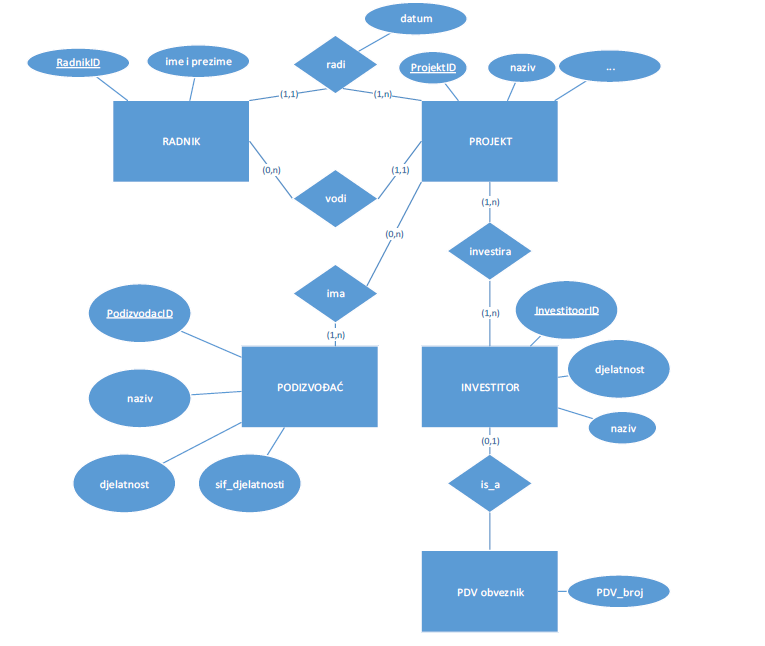 datum
RadnikID
ime i prezime
radi
ProjektID
naziv
...
(1,1)
(1,n)
RADNIK
PROJEKT
(0,n)
(1,1)
vodi
(1,n)
(0,n)
investira
ima
PodizvodacID
InvestitoorID
(1,n)
(1,n)
djelatnost
PODIZVOĐAĆ
INVESTITOR
naziv
naziv
(0,1)
djelatnost
sif_djelatnosti
is_a
PDV obveznik
PDV_broj